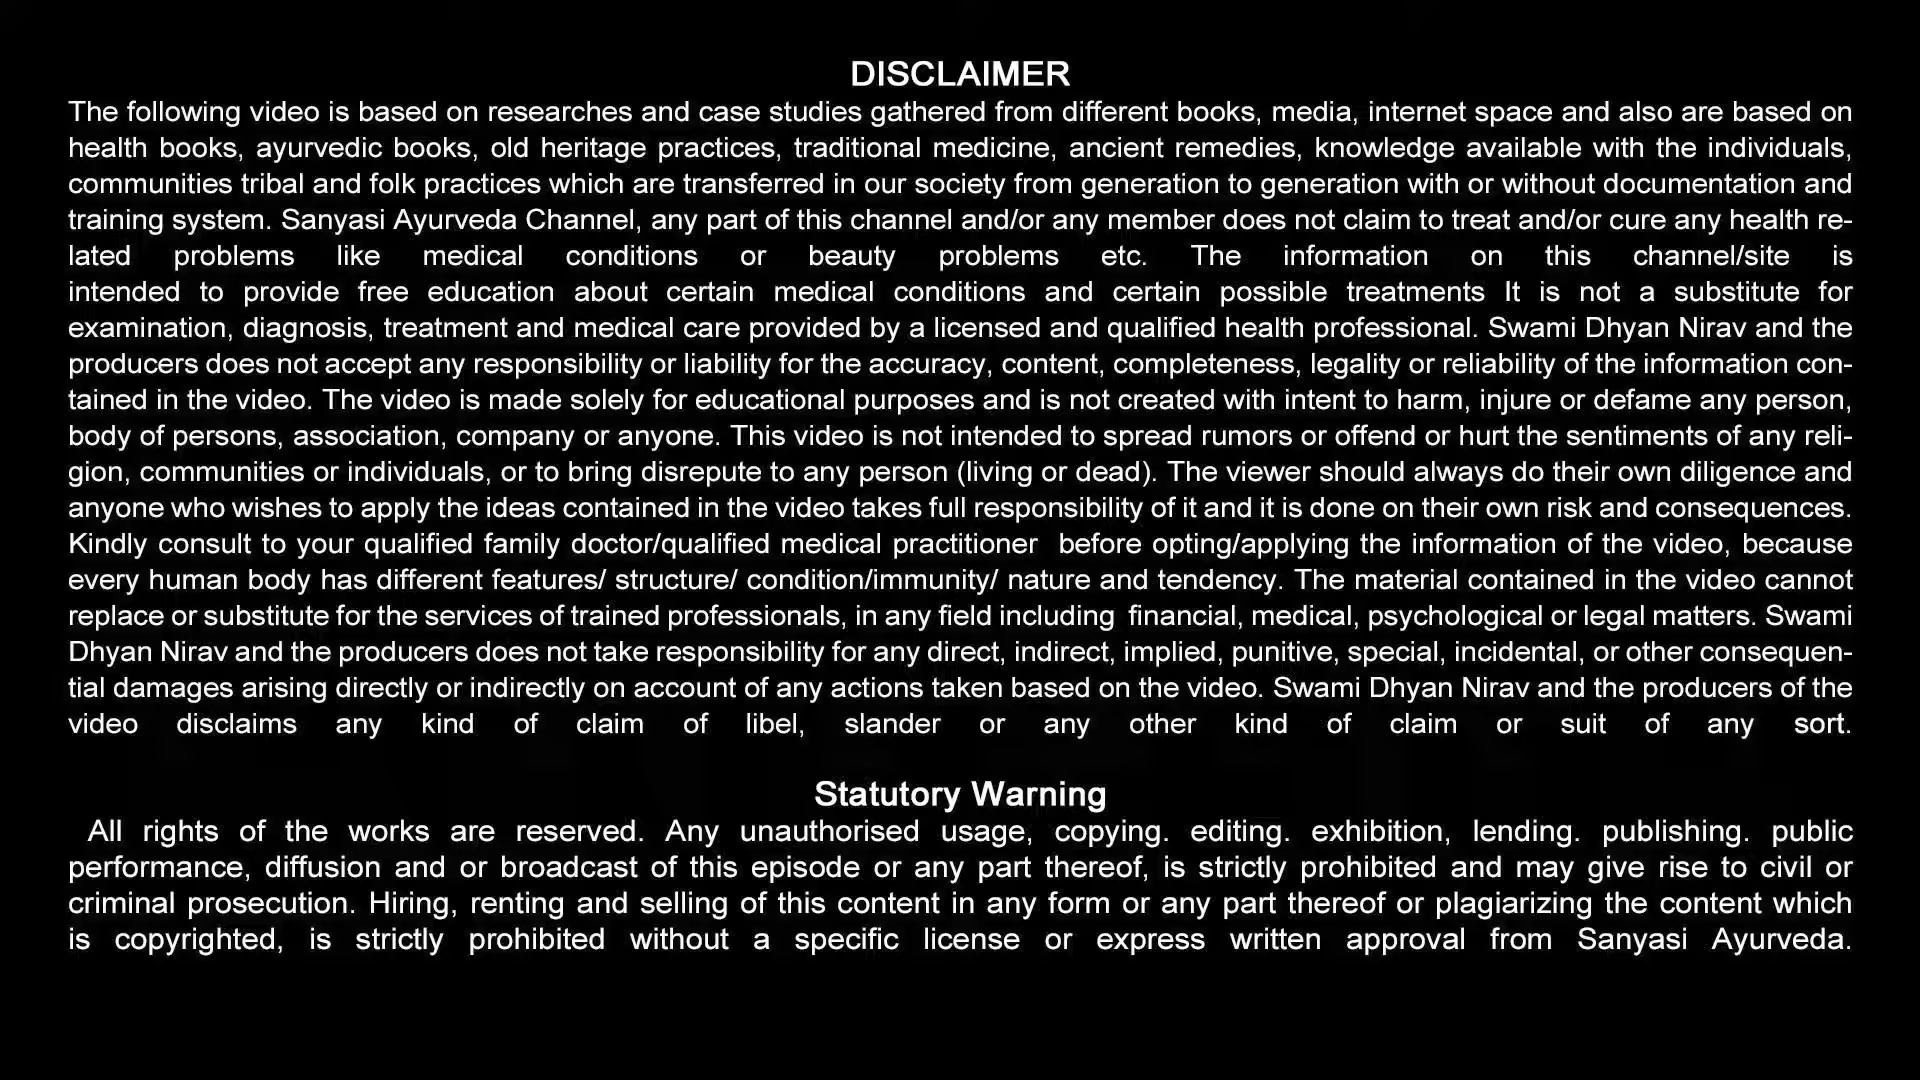 DISCLAIMER
The following video is based on researches and case studies gathered from different books, media, internet space and also are based on
health books, ayurvedic books, old heritage practices, traditional medicine, ancient remedies, knowledge available with the individuals,
communities tribal and folk practices which are transferred in our society from generation to generation with or without documentation and
training system. Sanyasi Ayurveda Channel, any part of this channel and/or any member does not claim to treat and/or cure any health re-
lated problems like medical conditions or beauty problems etc. The information on this channel/site is
intended to provide free education about certain medical conditions and certain possible treatments It is not a substitute for
examination, diagnosis, treatment and medical care provided by a licensed and qualified health professional. Swami Dhyan Nirav and the
producers does not accept any responsibility or liability for the accuracy, content, completeness, legality or reliability of the information con-
tained in the video. The video is made solely for educational purposes and is not created with intent to harm, injure or defame any person,
body of persons, association, company or anyone. This video is not intended to spread rumors or offend or hurt the sentiments of any reli-
gion, communities or individuals, or to bring disrepute to any person (living or dead). The viewer should always do their own diligence and
anyone who wishes to apply the ideas contained in the video takes full responsibility of it and it is done on their own risk and consequences.
Kindly consult to your qualified family doctor/qualified medical practitioner before opting/applying the information of the video, because
every human body has different features/ structure/ condition/immunity/ nature and tendency. The material contained in the video cannot
replace or substitute for the services of trained professionals, in any field including financial, medical, psychological or legal matters. Swami
Dhyan Nirav and the producers does not take responsibility for any direct, indirect, implied, punitive, special, incidental, or other consequen-
tial damages arising directly or indirectly on account of any actions taken based on the video. Swami Dhyan Nirav and the producers of the
video disclaims any kind of claim of libel, slander or any other kind of claim or suit of any sort.
Statutory Warning
All rights of the works are reserved. Any unauthorised usage, copying. editing. exhibition, lending. publishing. public
performance, diffusion and or broadcast of this episode or any part thereof, is strictly prohibited and may give rise to civil or
criminal prosecution. Hiring, renting and selling of this content in any form or any part thereof or plagiarizing the content which
is copyrighted, is strictly prohibited without a specific license or express written approval from Sanyasi Ayurveda.